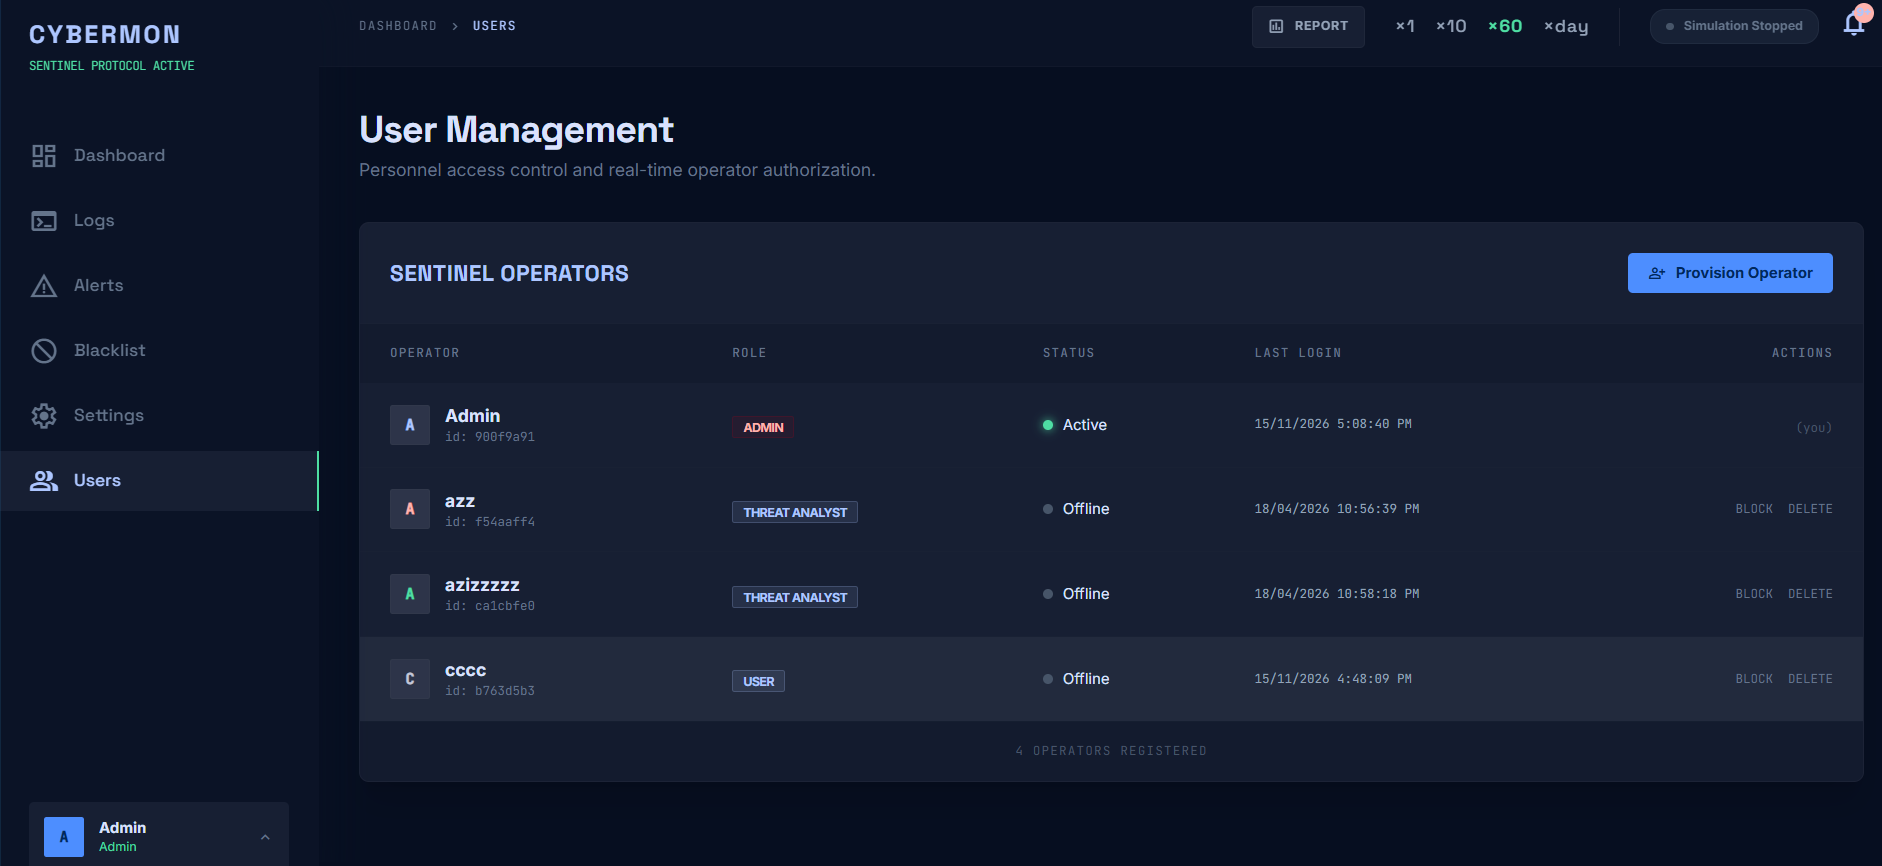 CYBERMON
SENTINEL PROTOCOL ACTIVE
Dashboard
Logs
Alerts
Blacklist
Settings
Users
A
Admin
Admin
DASHBOARD > USERS
REPORT
×1 ×10 ×60 ×day
Simulation Stopped
User Management
Personnel access control and real-time operator authorization.
SENTINEL OPERATORS
Provision Operator
OPERATOR ROLE STATUS LAST LOGIN ACTIONS
A Admin ADMIN Active 15/11/2026 5:08:40 PM (you)
id: 900f9a91
A azz THREAT ANALYST Offline 18/04/2026 10:56:39 PM BLOCK DELETE
id: f54aaff4
A azizzzzz THREAT ANALYST Offline 18/04/2026 10:58:18 PM BLOCK DELETE
id: ca1cbfe0
C cccc USER Offline 15/11/2026 4:48:09 PM BLOCK DELETE
id: b763d5b3
4 OPERATORS REGISTERED